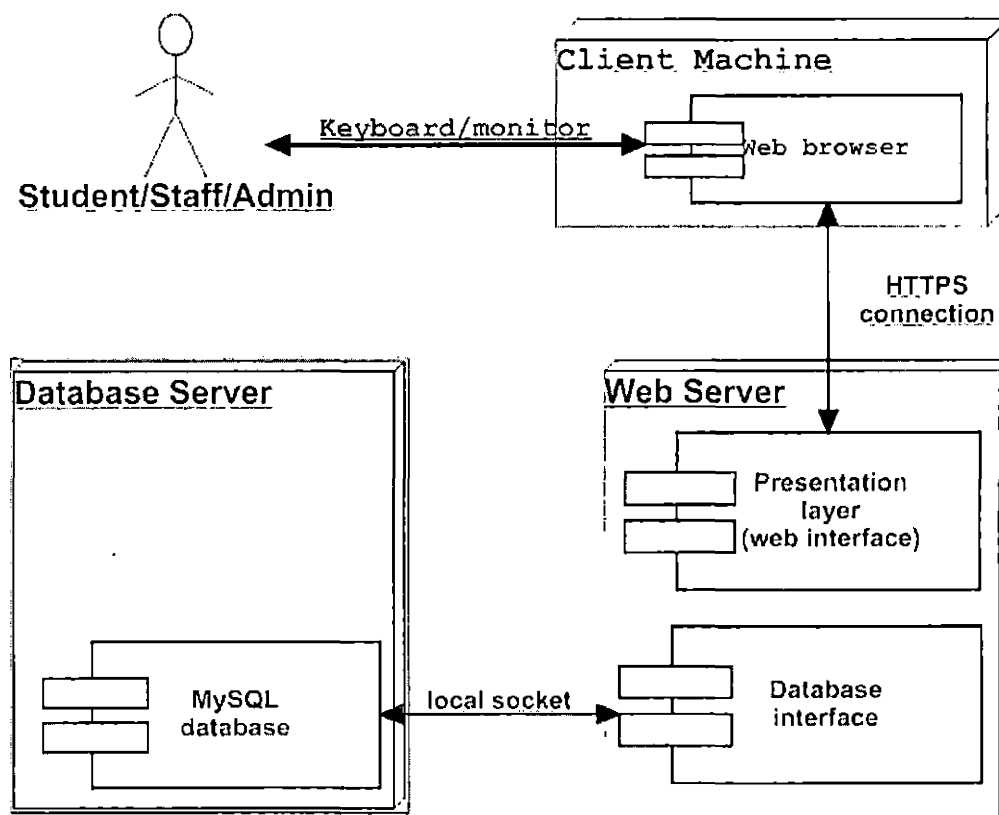 Client Machine
Keyboard/monitor
Web browser
Student/Staff/Admin
HTTPS
connection
Database Server
Web Server
Presentation
layer
(web interface)
MySQL
database
local socket
Database
interface